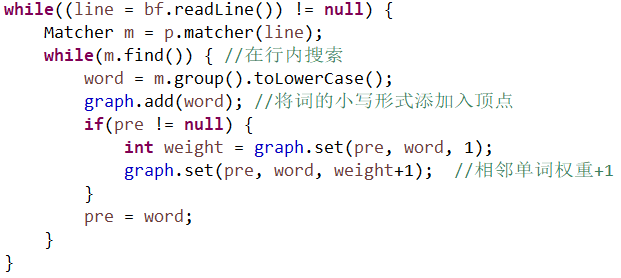 while((line = bf.readLine()) != null) {
    Matcher m = p.matcher(line);
    while(m.find()) { //在行内搜索
        word = m.group().toLowerCase();
        graph.add(word); //将词的小写形式添加入顶点
        if(pre != null) {
            int weight = graph.set(pre, word, 1);
            graph.set(pre, word, weight+1);  //相邻单词权重+1
        }
        pre = word;
    }
}